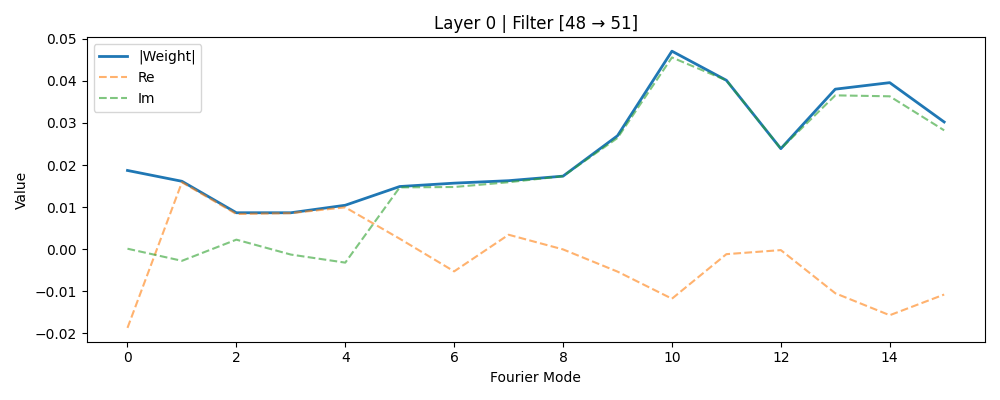 Layer 0 | Filter [48 → 51]
|Weight|
Re
Im
Value
0.05
0.04
0.03
0.02
0.01
0.00
−0.01
−0.02
0 2 4 6 8 10 12 14
Fourier Mode